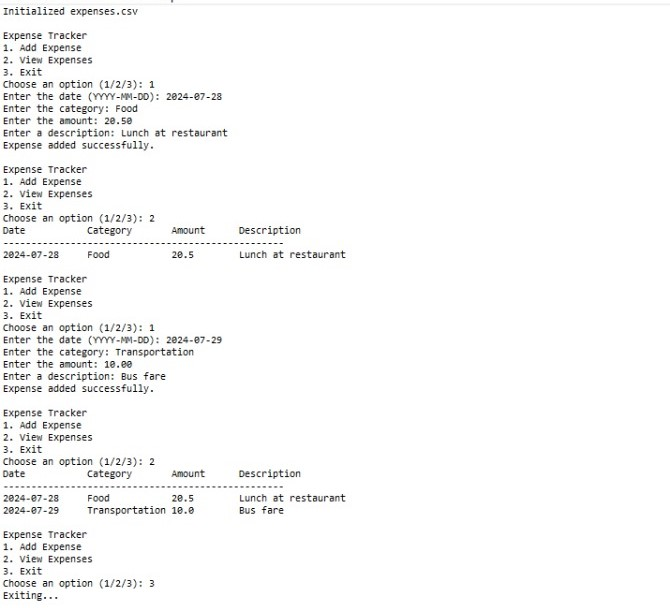 Initialized expenses.csv
Expense Tracker
1. Add Expense
2. View Expenses
3. Exit
Choose an option (1/2/3): 1
Enter the date (YYYY-MM-DD): 2024-07-28
Enter the category: Food
Enter the amount: 20.50
Enter a description: Lunch at restaurant
Expense added successfully.
Expense Tracker
1. Add Expense
2. View Expenses
3. Exit
Choose an option (1/2/3): 2
Date Category Amount Description
--------------------------------------------------
2024-07-28 Food 20.5 Lunch at restaurant
Expense Tracker
1. Add Expense
2. View Expenses
3. Exit
Choose an option (1/2/3): 1
Enter the date (YYYY-MM-DD): 2024-07-29
Enter the category: Transportation
Enter the amount: 10.00
Enter a description: Bus fare
Expense added successfully.
Expense Tracker
1. Add Expense
2. View Expenses
3. Exit
Choose an option (1/2/3): 2
Date Category Amount Description
--------------------------------------------------
2024-07-28 Food 20.5 Lunch at restaurant
2024-07-29 Transportation 10.0 Bus fare
Expense Tracker
1. Add Expense
2. View Expenses
3. Exit
Choose an option (1/2/3): 3
Exiting...